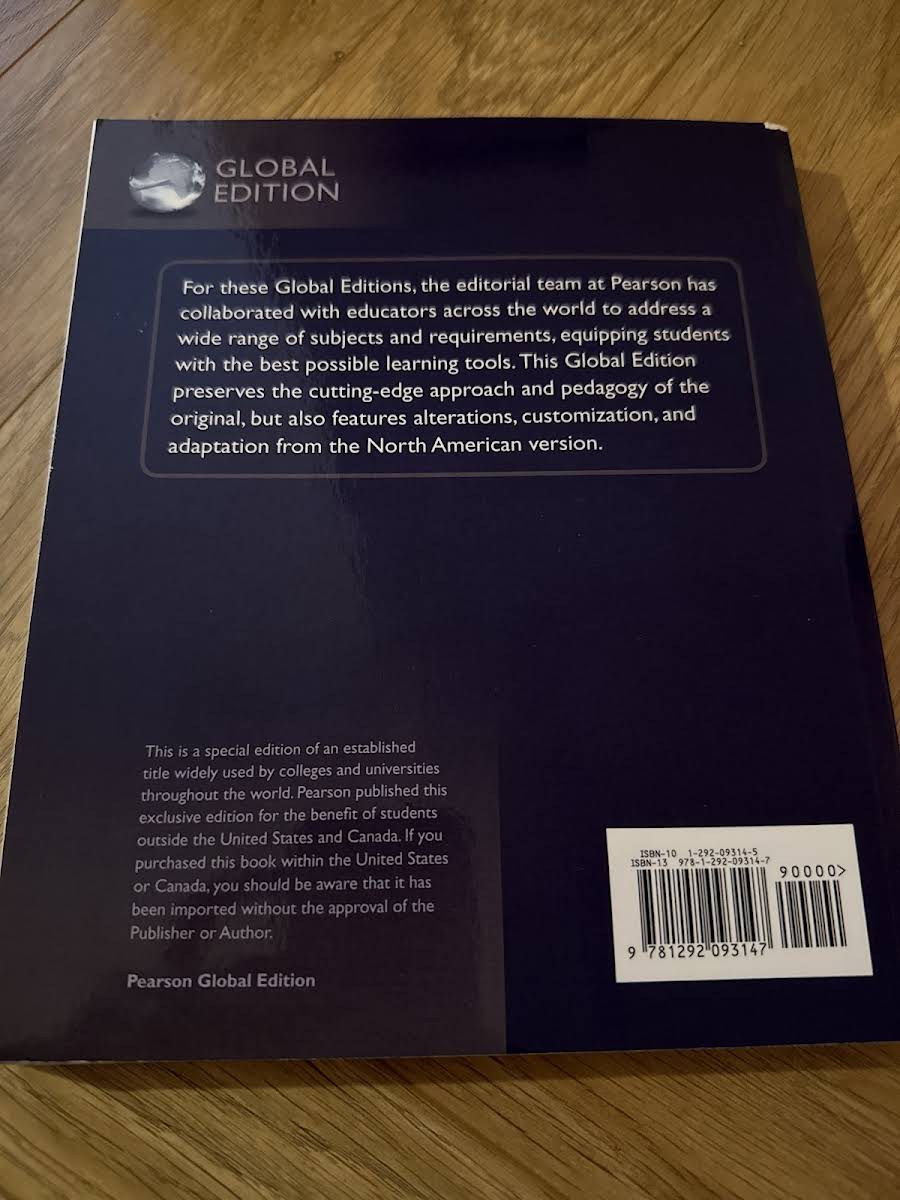 GLOBAL
EDITION
For these Global Editions, the editorial team at Pearson has
collaborated with educators across the world to address a
wide range of subjects and requirements, equipping students
with the best possible learning tools. This Global Edition
preserves the cutting-edge approach and pedagogy of the
original, but also features alterations, customization, and
adaptation from the North American version.
This is a special edition of an established
title widely used by colleges and universities
throughout the world. Pearson published this
exclusive edition for the benefit of students
outside the United States and Canada. If you
purchased this book within the United States
or Canada, you should be aware that it has
been imported without the approval of the
Publisher or Author.
Pearson Global Edition
ISBN-10 1-292-09314-5
ISBN-13 978-1-292-09314-7
90000>
9 781292 093147